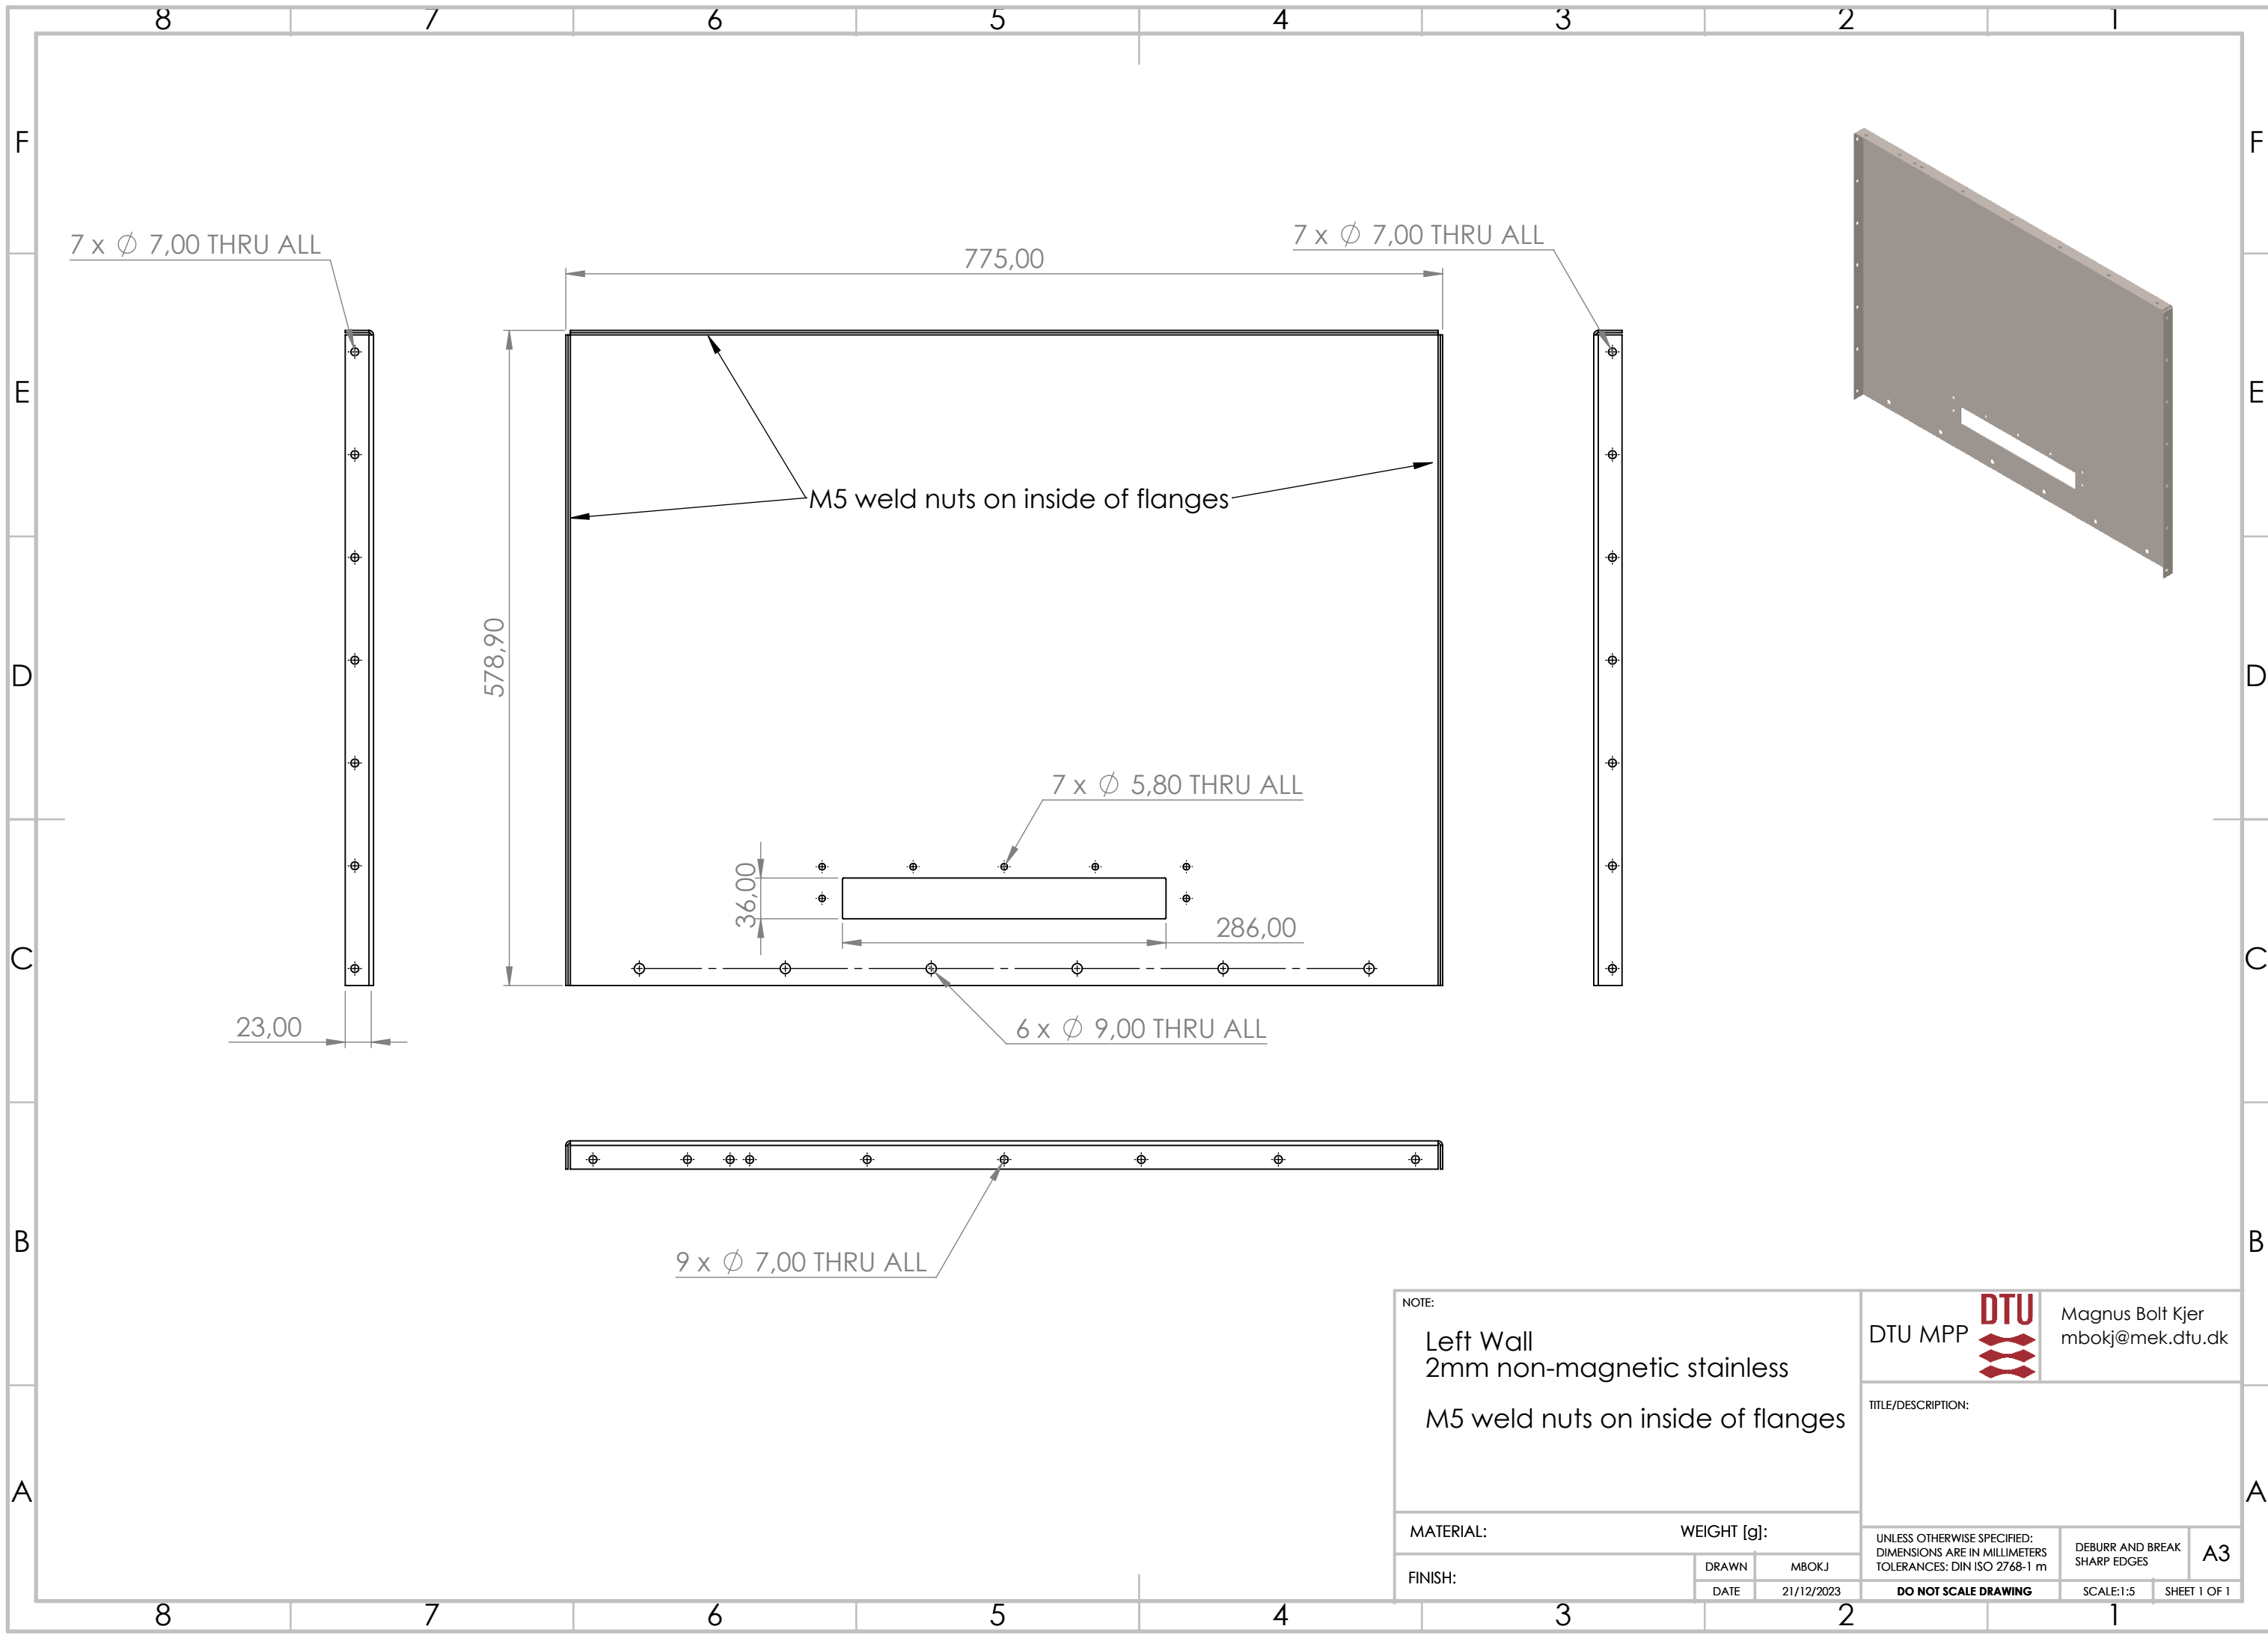 8 7 6 5 4 3 2 1
F F
7 x ∅ 7,00 THRU ALL
775,00
7 x ∅ 7,00 THRU ALL
E E
M5 weld nuts on inside of flanges
578,90
D D
7 x ∅ 5,80 THRU ALL
36,00
286,00
C C
23,00
6 x ∅ 9,00 THRU ALL
B B
9 x ∅ 7,00 THRU ALL
NOTE:
Left Wall
2mm non-magnetic stainless
M5 weld nuts on inside of flanges
DTU MPP
DTU
Magnus Bolt Kjer
mbokj@mek.dtu.dk
TITLE/DESCRIPTION:
A A
MATERIAL: WEIGHT [g]:
FINISH:
DRAWN MBOKJ
DATE 21/12/2023
UNLESS OTHERWISE SPECIFIED:
DIMENSIONS ARE IN MILLIMETERS
TOLERANCES: DIN ISO 2768-1 m
DEBURR AND BREAK
SHARP EDGES
A3
DO NOT SCALE DRAWING
SCALE:1:5
SHEET 1 OF 1
8 7 6 5 4 3 2 1